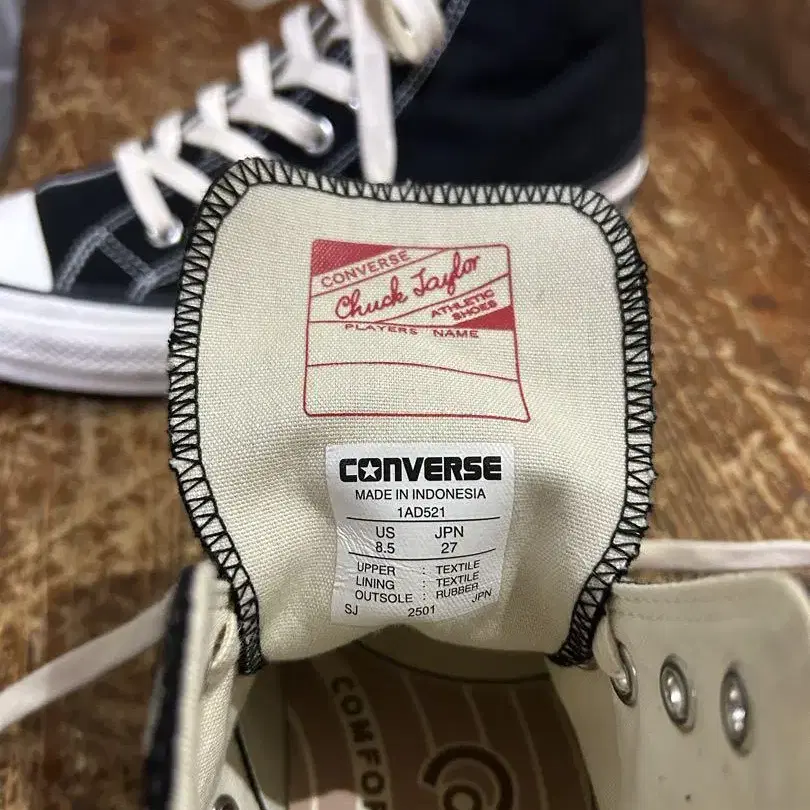 CONVERSE
Chuck Taylor
ATHLETIC
SHOES
PLAYERS NAME
CONVERSE
MADE IN INDONESIA
1AD521
US JPN
8.5 27
UPPER : TEXTILE
LINING : TEXTILE
OUTSOLE : RUBBER
SJ 2501 JPN